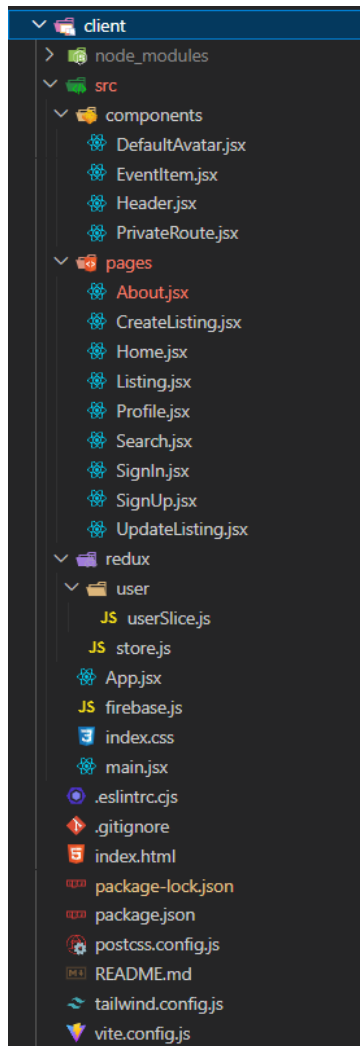 client
node_modules
src
components
DefaultAvatar.jsx
EventItem.jsx
Header.jsx
PrivateRoute.jsx
pages
About.jsx
CreateListing.jsx
Home.jsx
Listing.jsx
Profile.jsx
Search.jsx
SignIn.jsx
SignUp.jsx
UpdateListing.jsx
redux
user
JS userSlice.js
JS store.js
App.jsx
JS firebase.js
index.css
main.jsx
.eslintrc.cjs
.gitignore
index.html
package-lock.json
package.json
postcss.config.js
README.md
tailwind.config.js
vite.config.js